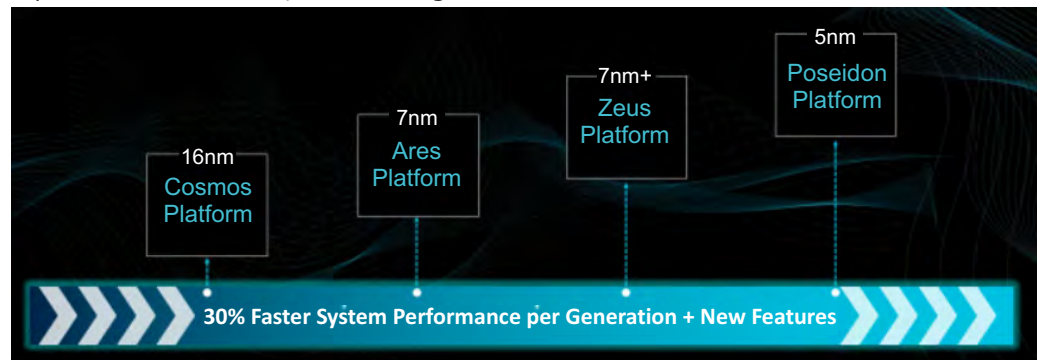 16nm
Cosmos
Platform
7nm
Ares
Platform
7nm+
Zeus
Platform
5nm
Poseidon
Platform
30% Faster System Performance per Generation + New Features